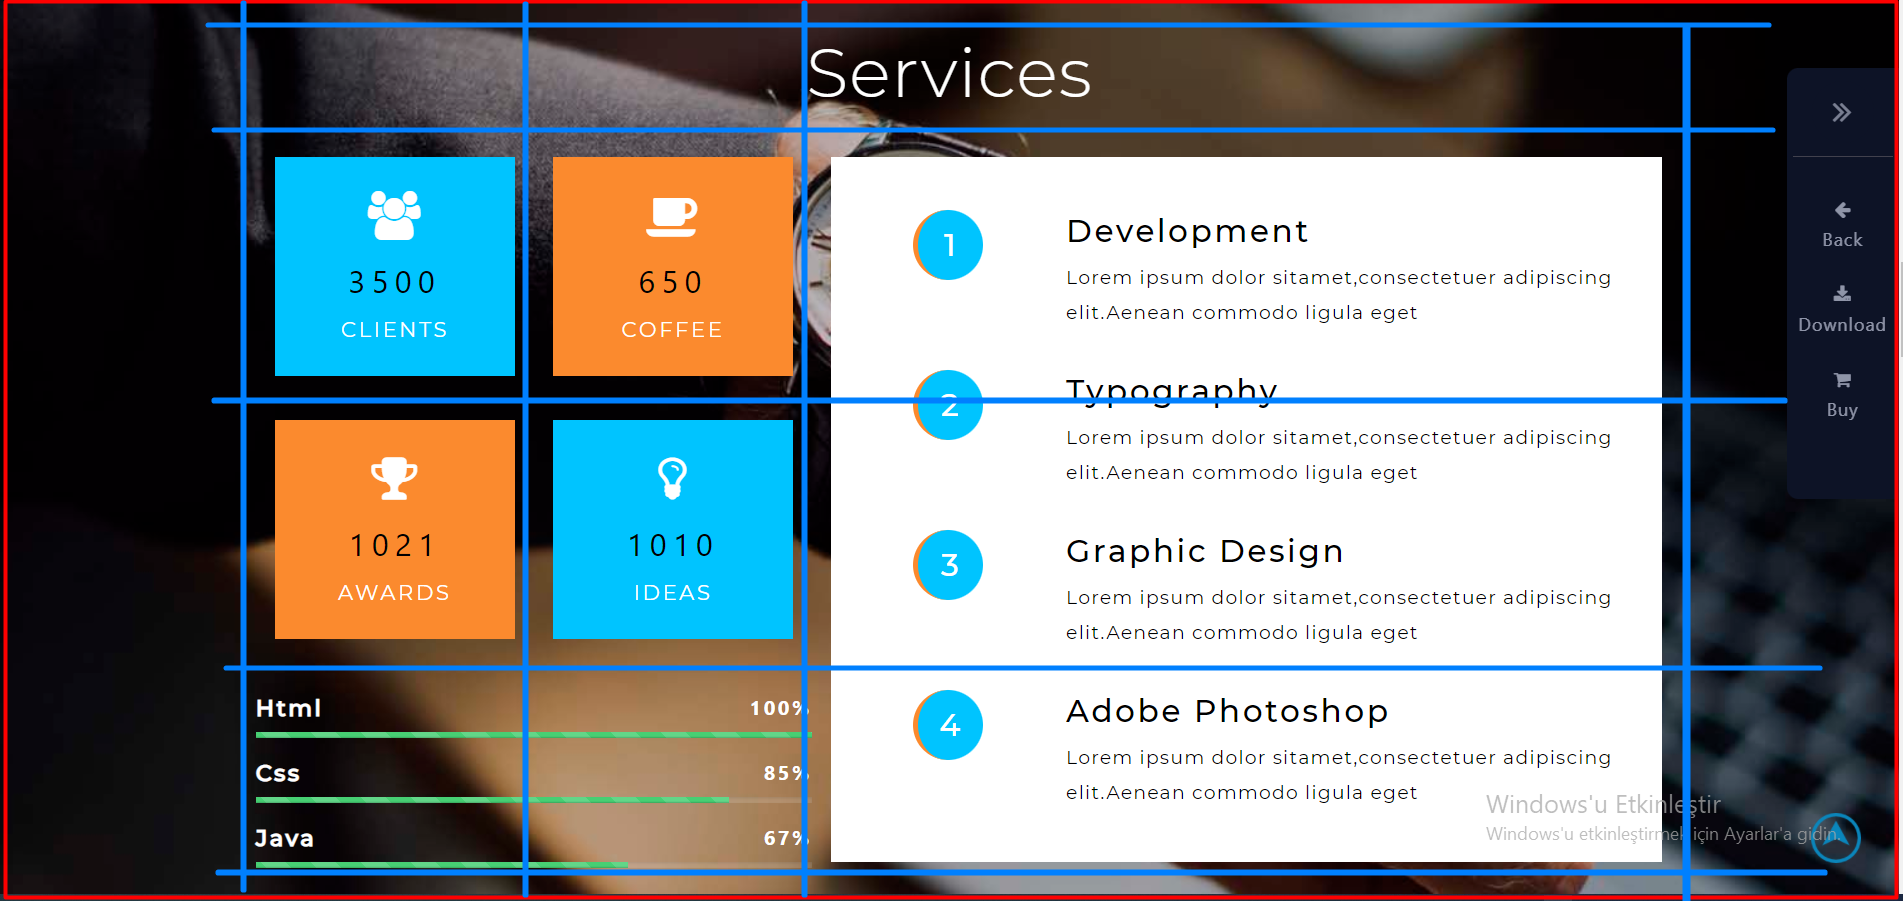 Services
3500
CLIENTS
650
COFFEE
1021
AWARDS
1010
IDEAS
Html 100%
Css 85%
Java 67%
1
Development
Lorem ipsum dolor sitamet,consectetuer adipiscing
elit.Aenean commodo ligula eget
2
Typography
Lorem ipsum dolor sitamet,consectetuer adipiscing
elit.Aenean commodo ligula eget
3
Graphic Design
Lorem ipsum dolor sitamet,consectetuer adipiscing
elit.Aenean commodo ligula eget
4
Adobe Photoshop
Lorem ipsum dolor sitamet,consectetuer adipiscing
elit.Aenean commodo ligula eget
Back
Download
Buy
Windows'u Etkinleştir
Windows'u etkinleştirmek için Ayarlar'a gidin.